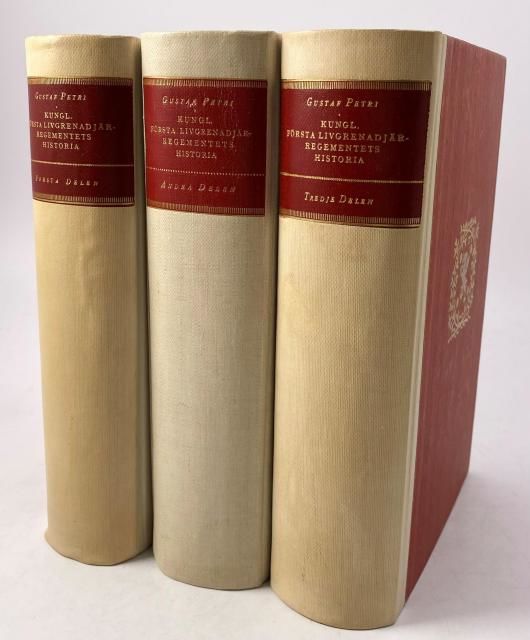 GUSTAF PETRI
KUNGL.
FÖRSTA LIVGRENADJÄR-
REGEMENTETS
HISTORIA
FÖRSTA DELEN
GUSTAF PETRI
KUNGL.
FÖRSTA LIVGRENADJÄR-
REGEMENTETS
HISTORIA
ANDRA DELEN
GUSTAF PETRI
KUNGL.
FÖRSTA LIVGRENADJÄR-
REGEMENTETS
HISTORIA
TREDJE DELEN